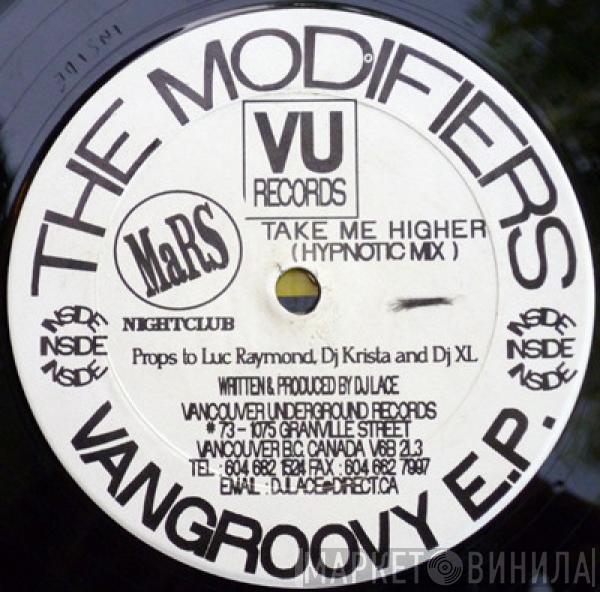 THE MODIFIERS
VU
RECORDS
MaRS
NIGHTCLUB
TAKE ME HIGHER
( HYPNOTIC MIX )
INSIDE
INSIDE
INSIDE
INSIDE
INSIDE
INSIDE
Props to Luc Raymond, Dj Krista and Dj XL
WRITTEN & PRODUCED BY DJ LACE
VANCOUVER UNDERGROUND RECORDS
# 73 - 1075 GRANVILLE STREET
VANCOUVER B.C. CANADA V6B 2L3
TEL : 604 662 1524 FAX : 604 662 7997
EMAIL : DJLACE@DIRECT.CA
VANGROOVY E.P.
МАРКЕТ ВИНИЛА